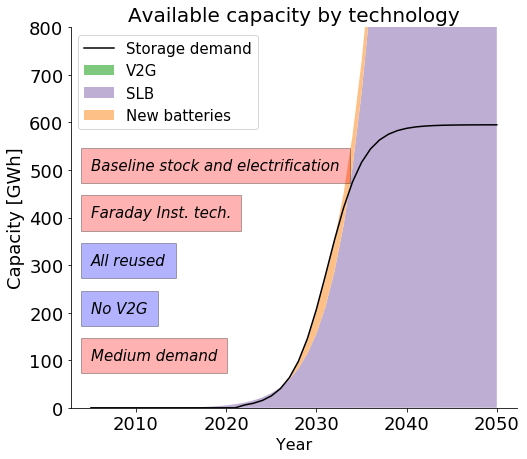 Available capacity by technology
Capacity [GWh]
800
700
600
500
400
300
200
100
0
Storage demand
V2G
SLB
New batteries
Baseline stock and electrification
Faraday Inst. tech.
All reused
No V2G
Medium demand
2010
2020
2030
2040
2050
Year